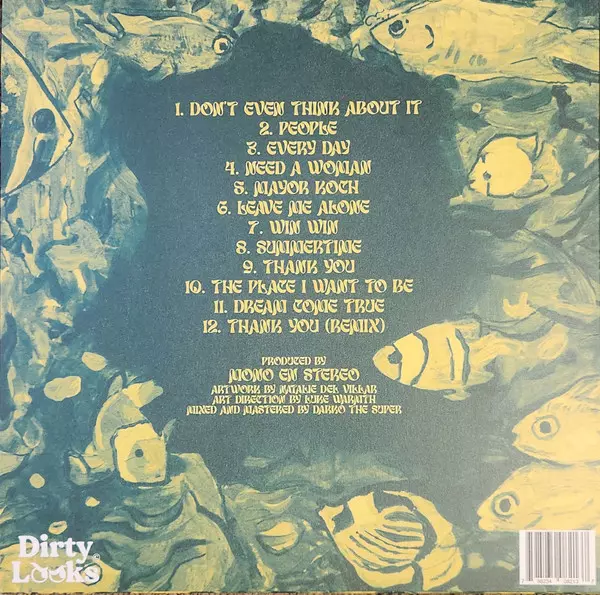 1. DON'T EVEN THINK ABOUT IT
2. PEOPLE
3. EVERY DAY
4. NEED A WOMAN
5. MAYOR KOCH
6. LEAVE ME ALONE
7. WIN WIN
8. SUMMERTIME
9. THANK YOU
10. THE PLACE I WANT TO BE
11. DREAM COME TRUE
12. THANK YOU (REMIX)
PRODUCED BY
MONO EN STEREO
ARTWORK BY NATALIE DEL VILLAR
ART DIRECTION BY LUKE WARAITH
MIXED AND MASTERED BY DARKO THE SUPER
Dirty
Looks